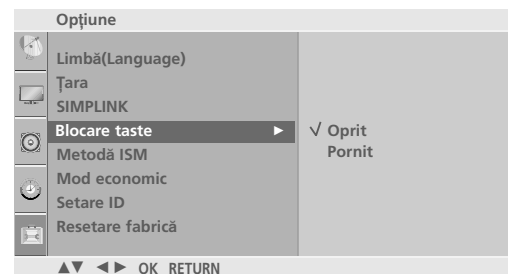 Opțiune
Limbă(Language)
Țara
SIMPLINK
Blocare taste ► √ Oprit
Metodă ISM Pornit
Mod economic
Setare ID
Resetare fabrică
▲▼ ◄► OK RETURN